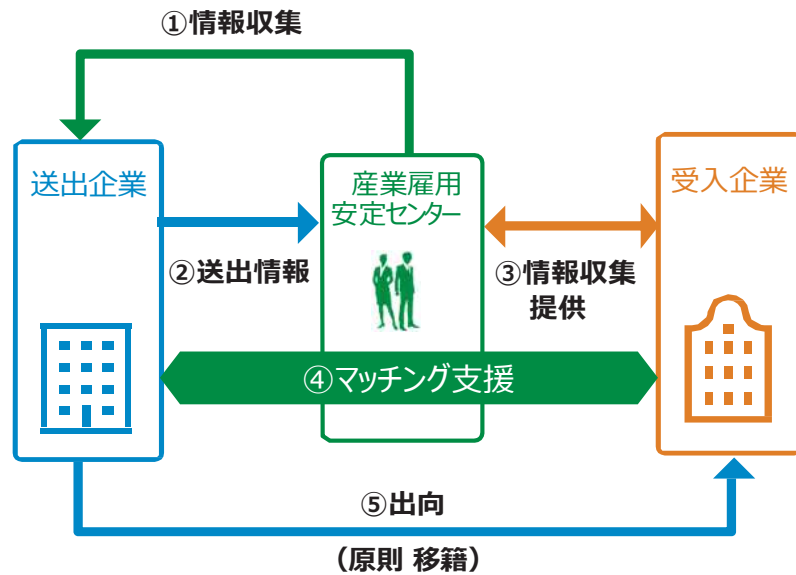 ①情報収集
送出企業
産業雇用
安定センター
受入企業
②送出情報
③情報収集
提供
④マッチング支援
⑤出向
（原則 移籍）